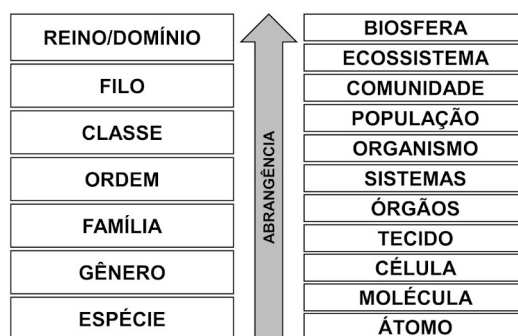 REINO/DOMÍNIO
FILO
CLASSE
ORDEM
FAMÍLIA
GÊNERO
ESPÉCIE
ABRANGÊNCIA
BIOSFERA
ECOSSISTEMA
COMUNIDADE
POPULAÇÃO
ORGANISMO
SISTEMAS
ÓRGÃOS
TECIDO
CÉLULA
MOLÉCULA
ÁTOMO